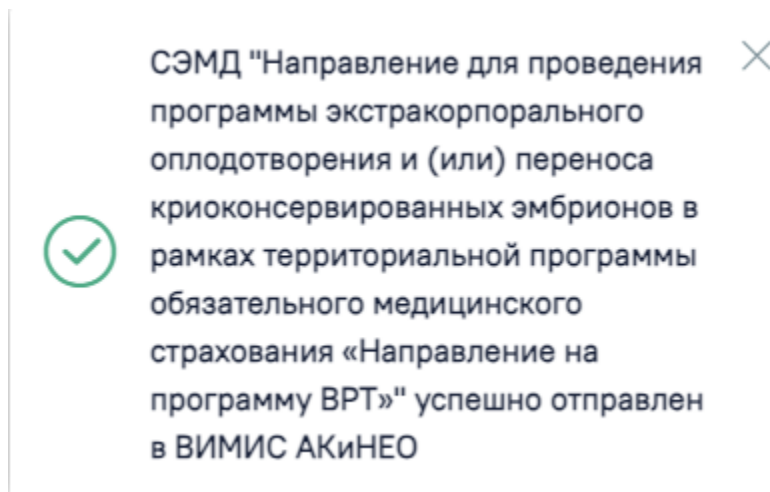 СЭМД "Направление для проведения
программы экстракорпорального
оплодотворения и (или) переноса
криоконсервированных эмбрионов в
рамках территориальной программы
обязательного медицинского
страхования «Направление на
программу ВРТ»" успешно отправлен
в ВИМИС АКиНЕО